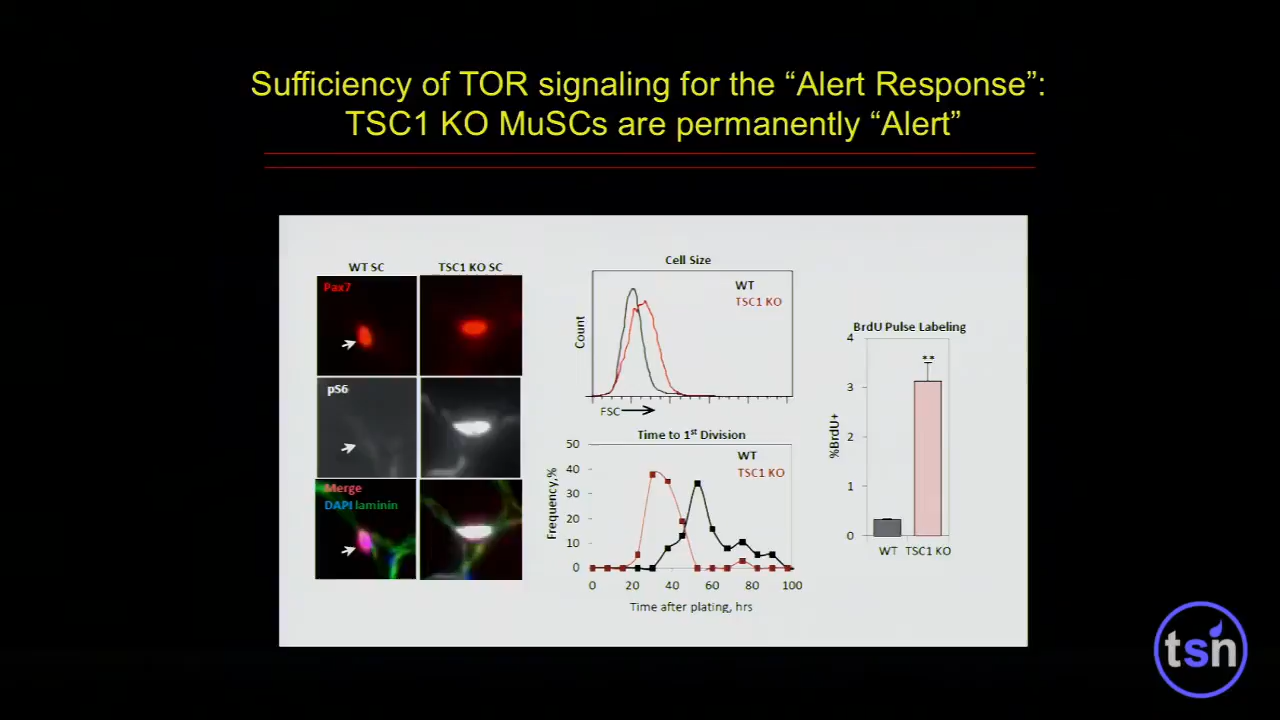 Sufficiency of TOR signaling for the “Alert Response”:
TSC1 KO MuSCs are permanently “Alert”
WT SC
TSC1 KO SC
Pax7
pS6
Merge
DAPI laminin
Cell Size
WT
TSC1 KO
Count
FSC
Time to 1st Division
WT
TSC1 KO
Frequency,%
50
40
30
20
10
0
0 20 40 60 80 100
Time after plating, hrs
BrdU Pulse Labeling
**
%BrdU+
4
3
2
1
0
WT TSC1 KO
tsn